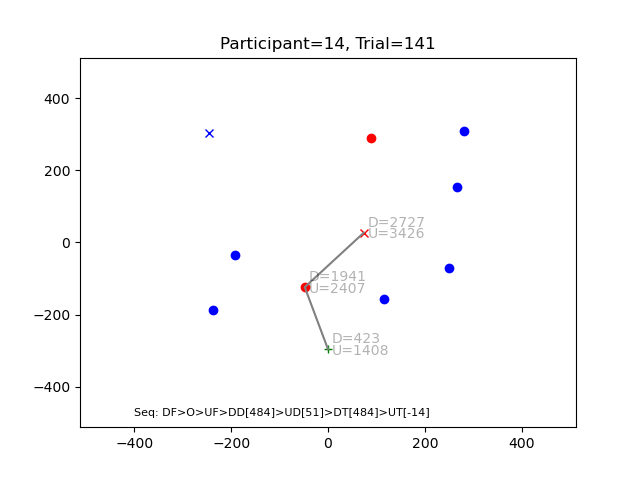 Participant=14, Trial=141
400
200
0
−200
−400
D=2727
U=3426
D=1941
U=2407
D=423
U=1408
Seq: DF>O>UF>DD[484]>UD[51]>DT[484]>UT[-14]
−400
−200
0
200
400